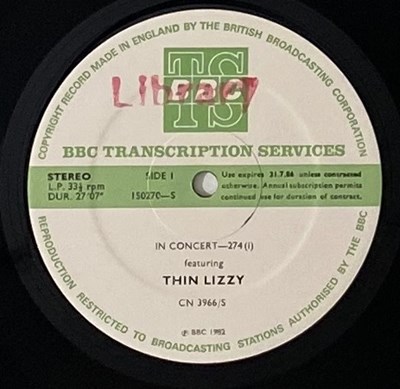 COPYRIGHT RECORD MADE IN ENGLAND BY THE BRITISH BROADCASTING CORPORATION
TS
BBC
Library
BBC TRANSCRIPTION SERVICES
STEREO
L.P. 33⅓ rpm
DUR. 27'07"
SIDE 1
150270—S
Use expires 31.7.86 unless contracted
otherwise. Annual subscription permits
continued use for duration of contract.
IN CONCERT—274(1)
featuring
THIN LIZZY
CN 3966/S
℗ BBC 1982
REPRODUCTION RESTRICTED TO BROADCASTING STATIONS AUTHORISED BY THE BBC